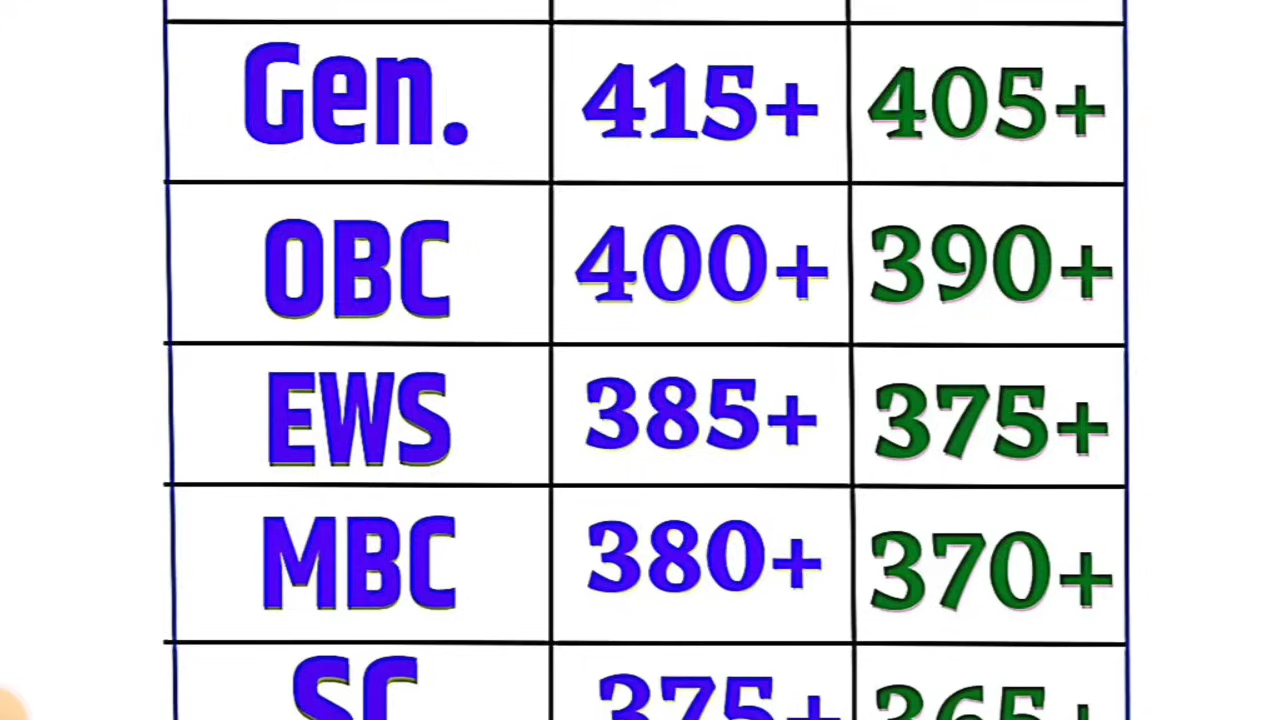 Gen. 415+ 405+
OBC 400+ 390+
EWS 385+ 375+
MBC 380+ 370+
SC 375+ 365+